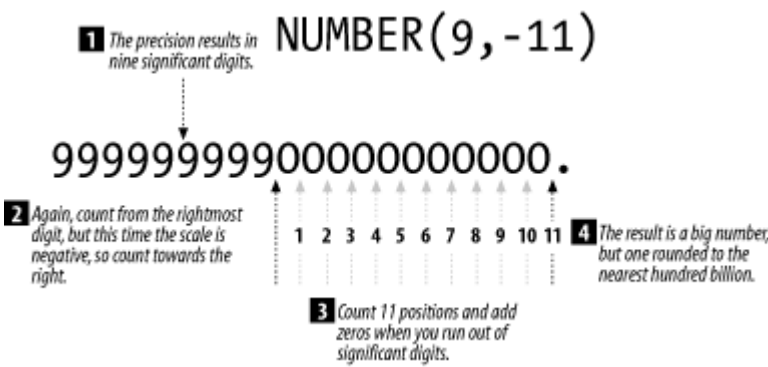 NUMBER(9,-11)
1 The precision results in
nine significant digits.
99999999900000000000.
2 Again, count from the rightmost
digit, but this time the scale is
negative, so count towards the
right.
1 2 3 4 5 6 7 8 9 10 11
3 Count 11 positions and add
zeros when you run out of
significant digits.
4 The result is a big number,
but one rounded to the
nearest hundred billion.